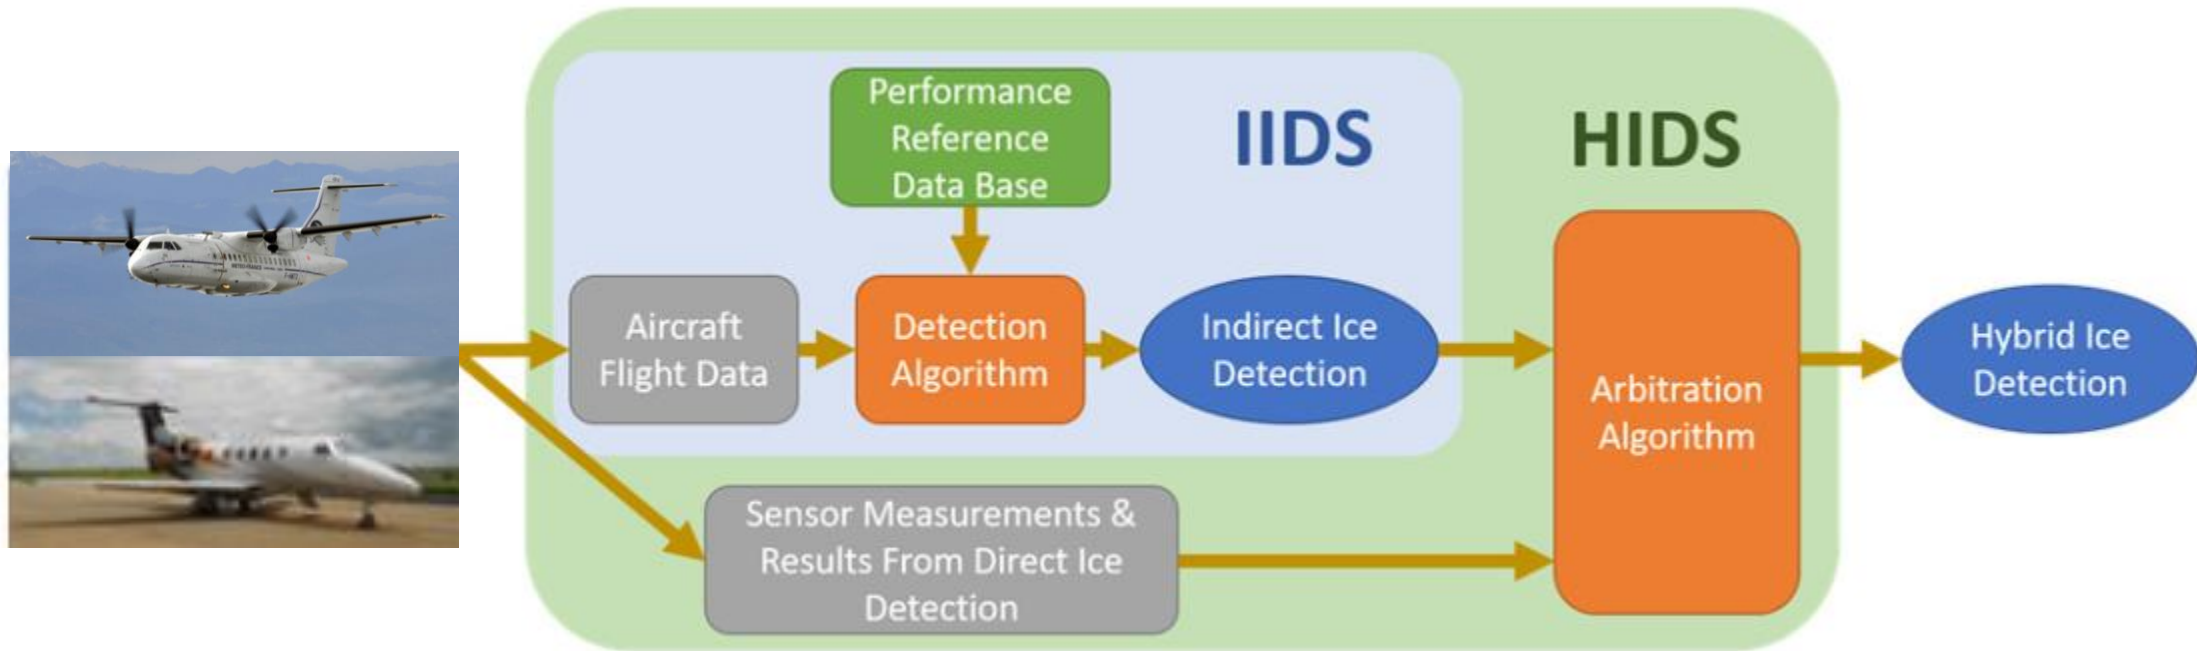 Performance
Reference
Data Base
IIDS
HIDS
Aircraft
Flight Data
Detection
Algorithm
Indirect Ice
Detection
Arbitration
Algorithm
Hybrid Ice
Detection
Sensor Measurements &
Results From Direct Ice
Detection